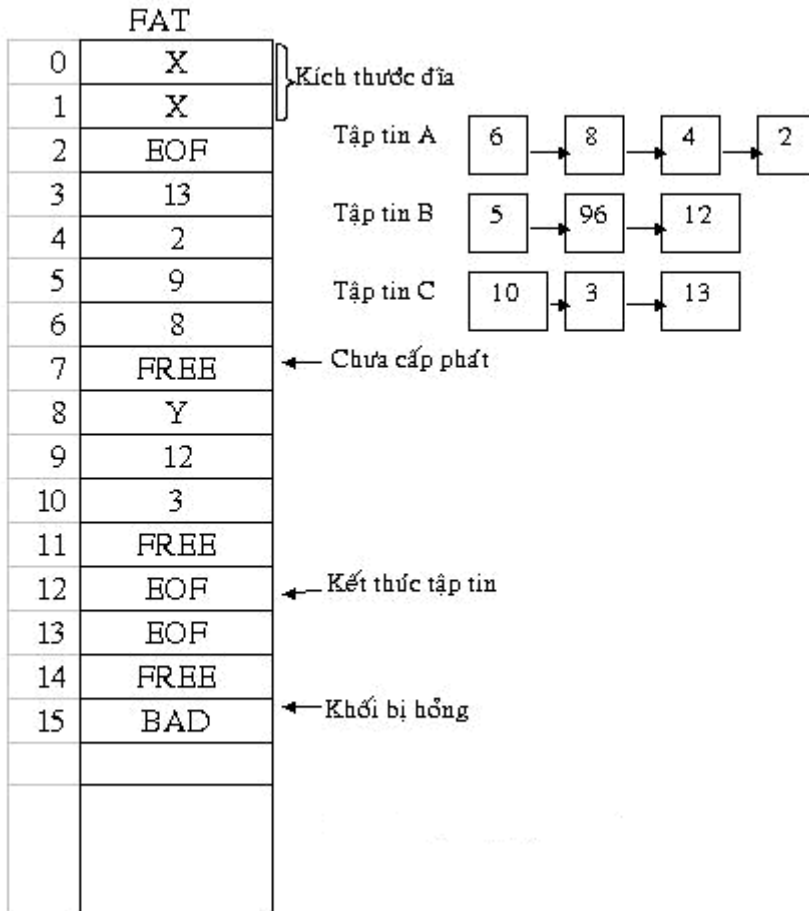 FAT
0 X
1 X
Kích thước đĩa
2 EOF
Tập tin A 6 8 4 2
3 13
4 2
Tập tin B 5 96 12
5 9
Tập tin C 10 3 13
6 8
7 FREE
Chưa cấp phát
8 Y
9 12
10 3
11 FREE
12 EOF
Kết thúc tập tin
13 EOF
14 FREE
15 BAD
Khối bị hỏng